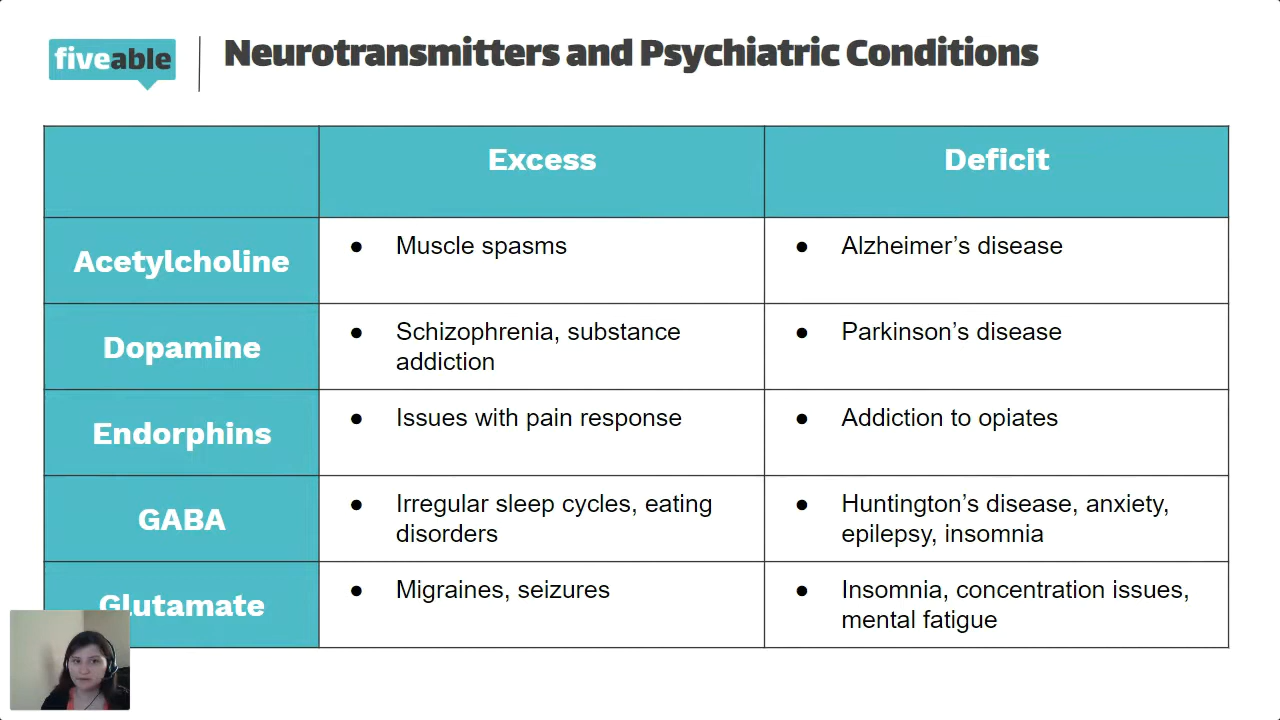 fiveable
Neurotransmitters and Psychiatric Conditions
Excess
Deficit
Acetylcholine
● Muscle spasms
● Alzheimer’s disease
Dopamine
● Schizophrenia, substance
addiction
● Parkinson’s disease
Endorphins
● Issues with pain response
● Addiction to opiates
GABA
● Irregular sleep cycles, eating
disorders
● Huntington’s disease, anxiety,
epilepsy, insomnia
Glutamate
● Migraines, seizures
● Insomnia, concentration issues,
mental fatigue